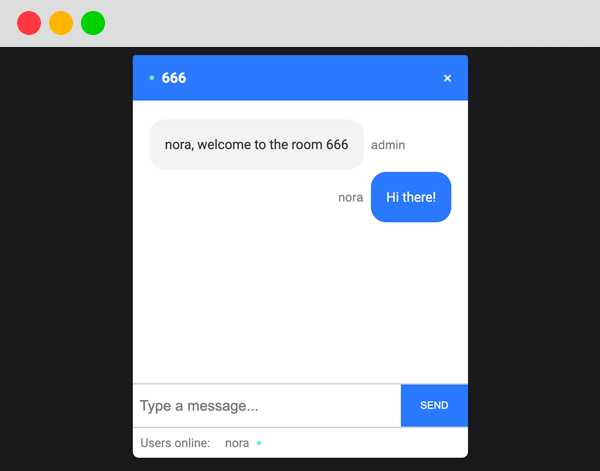 666 ×
nora, welcome to the room 666 admin
nora Hi there!
Type a message... SEND
Users online: nora